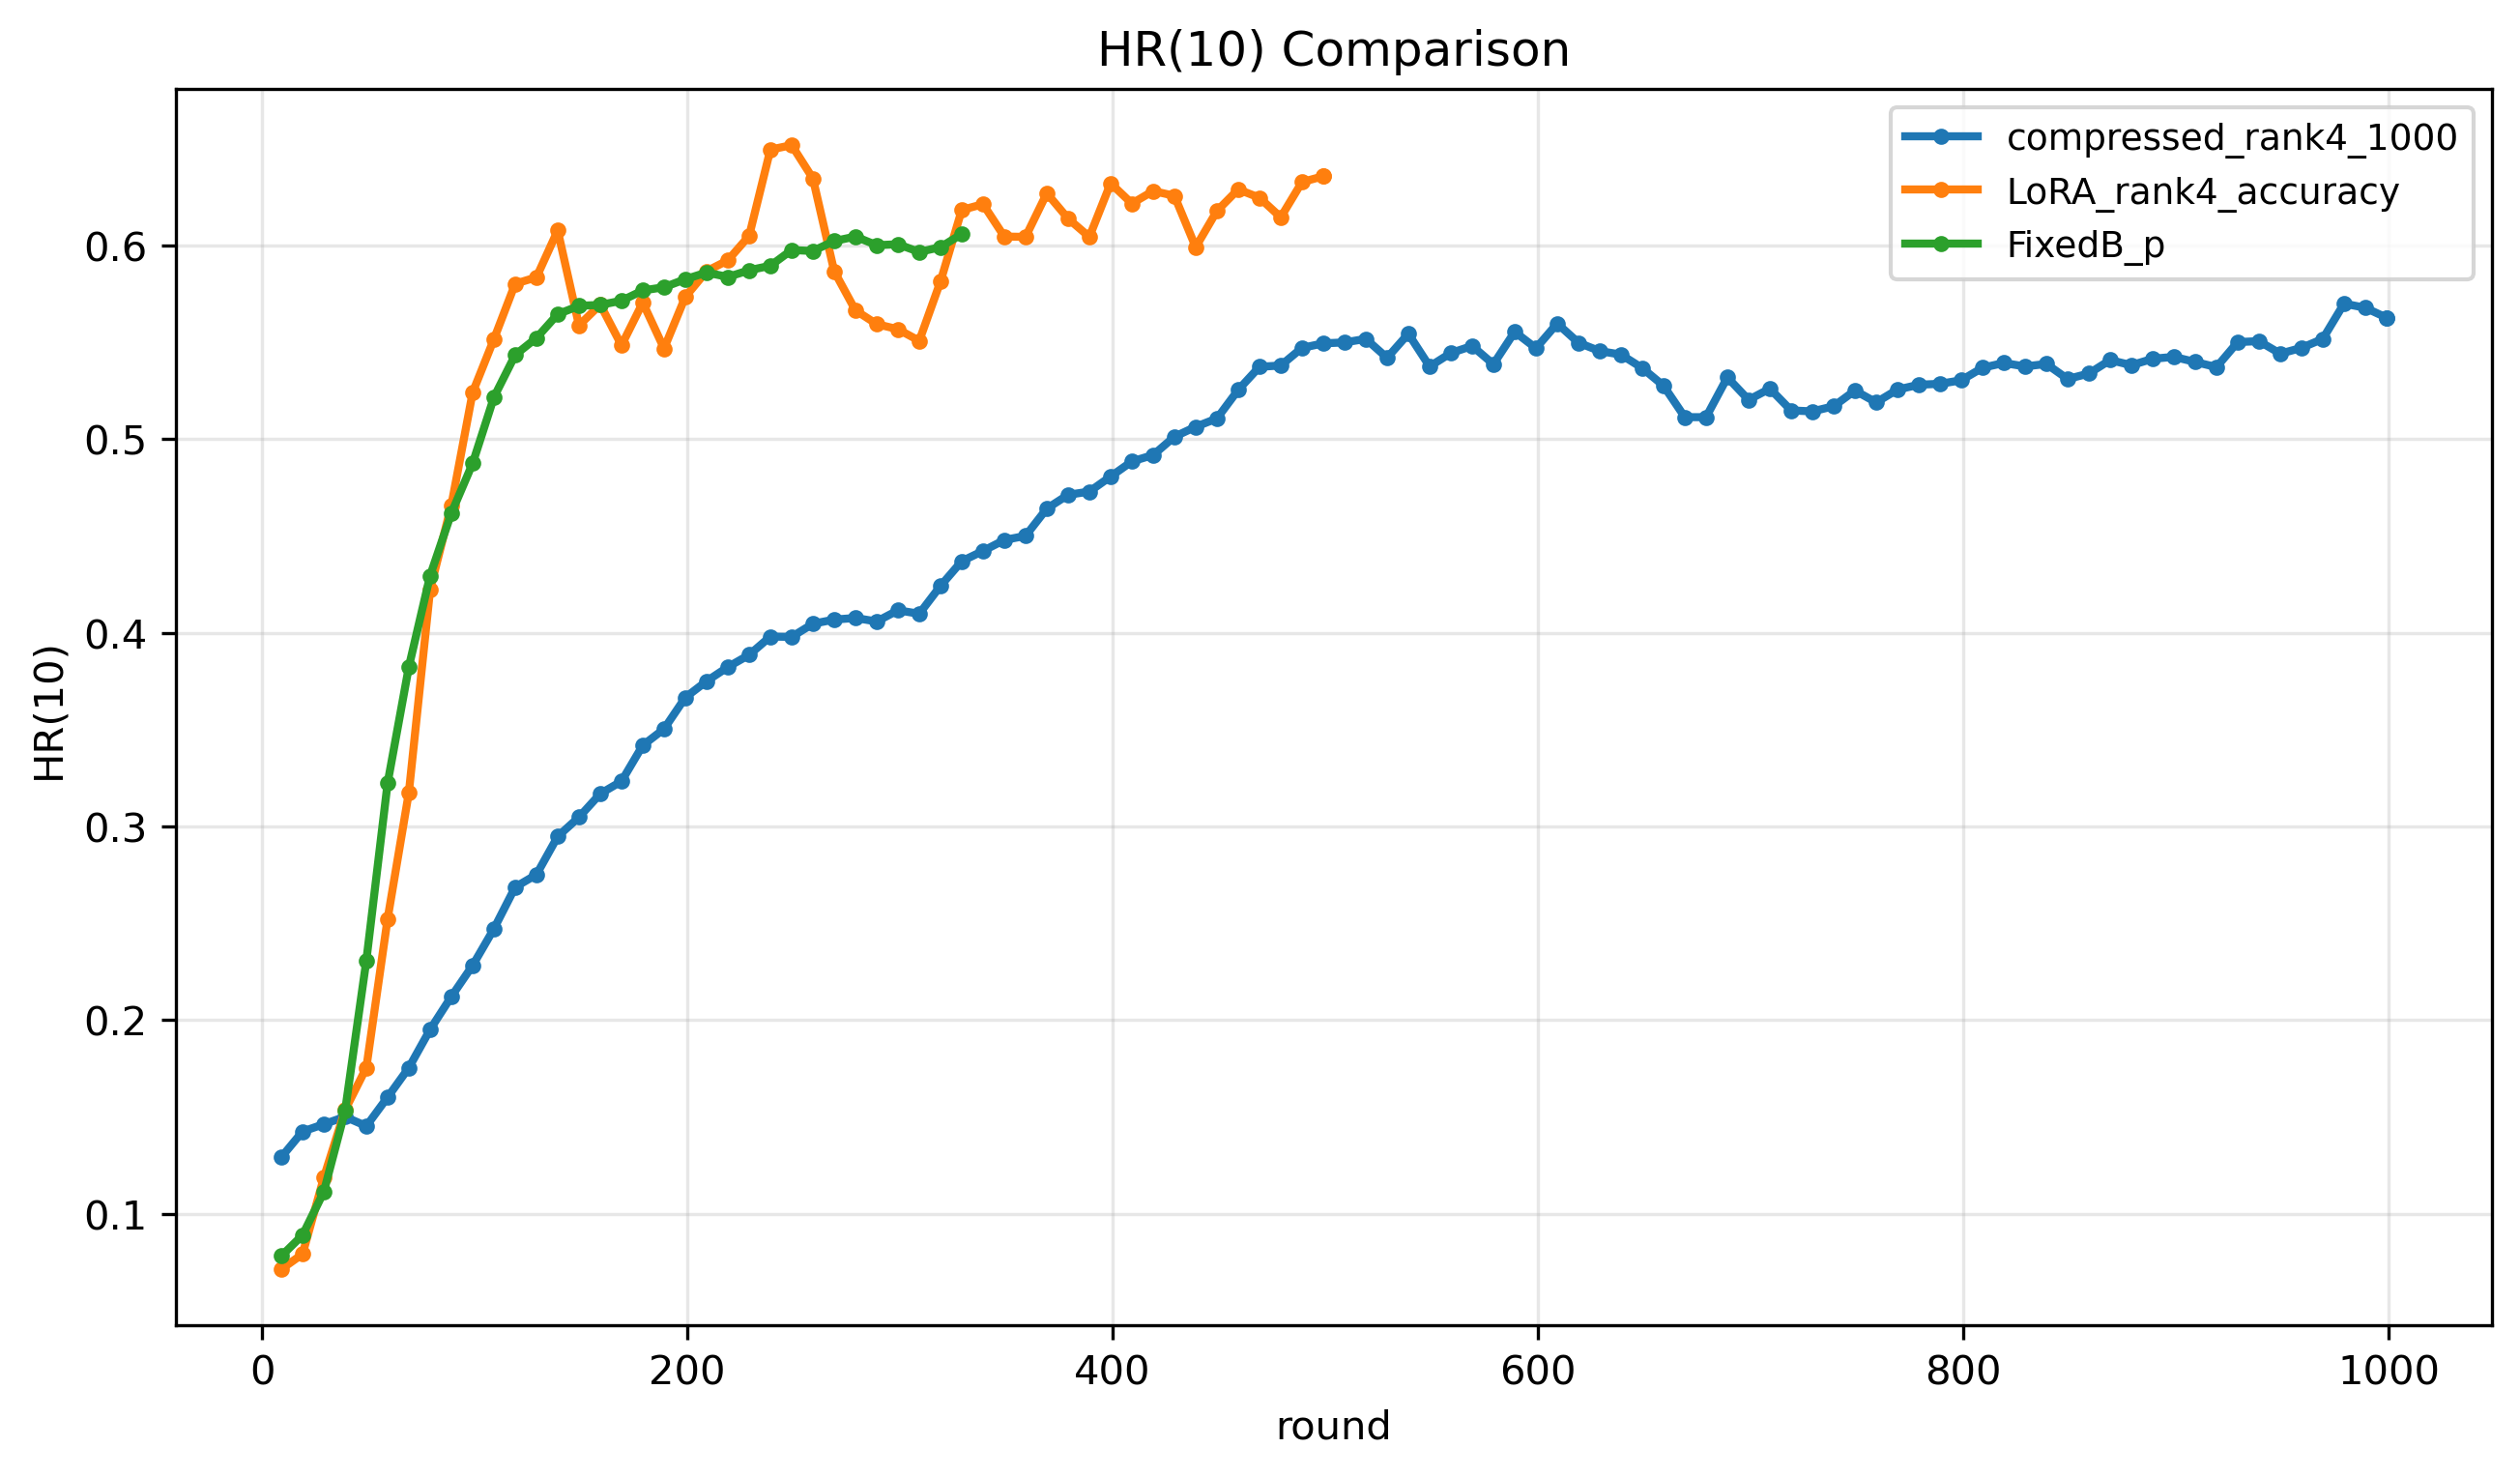 HR(10) Comparison
compressed_rank4_1000
LoRA_rank4_accuracy
FixedB_p
HR(10)
0.6
0.5
0.4
0.3
0.2
0.1
0 200 400 600 800 1000
round